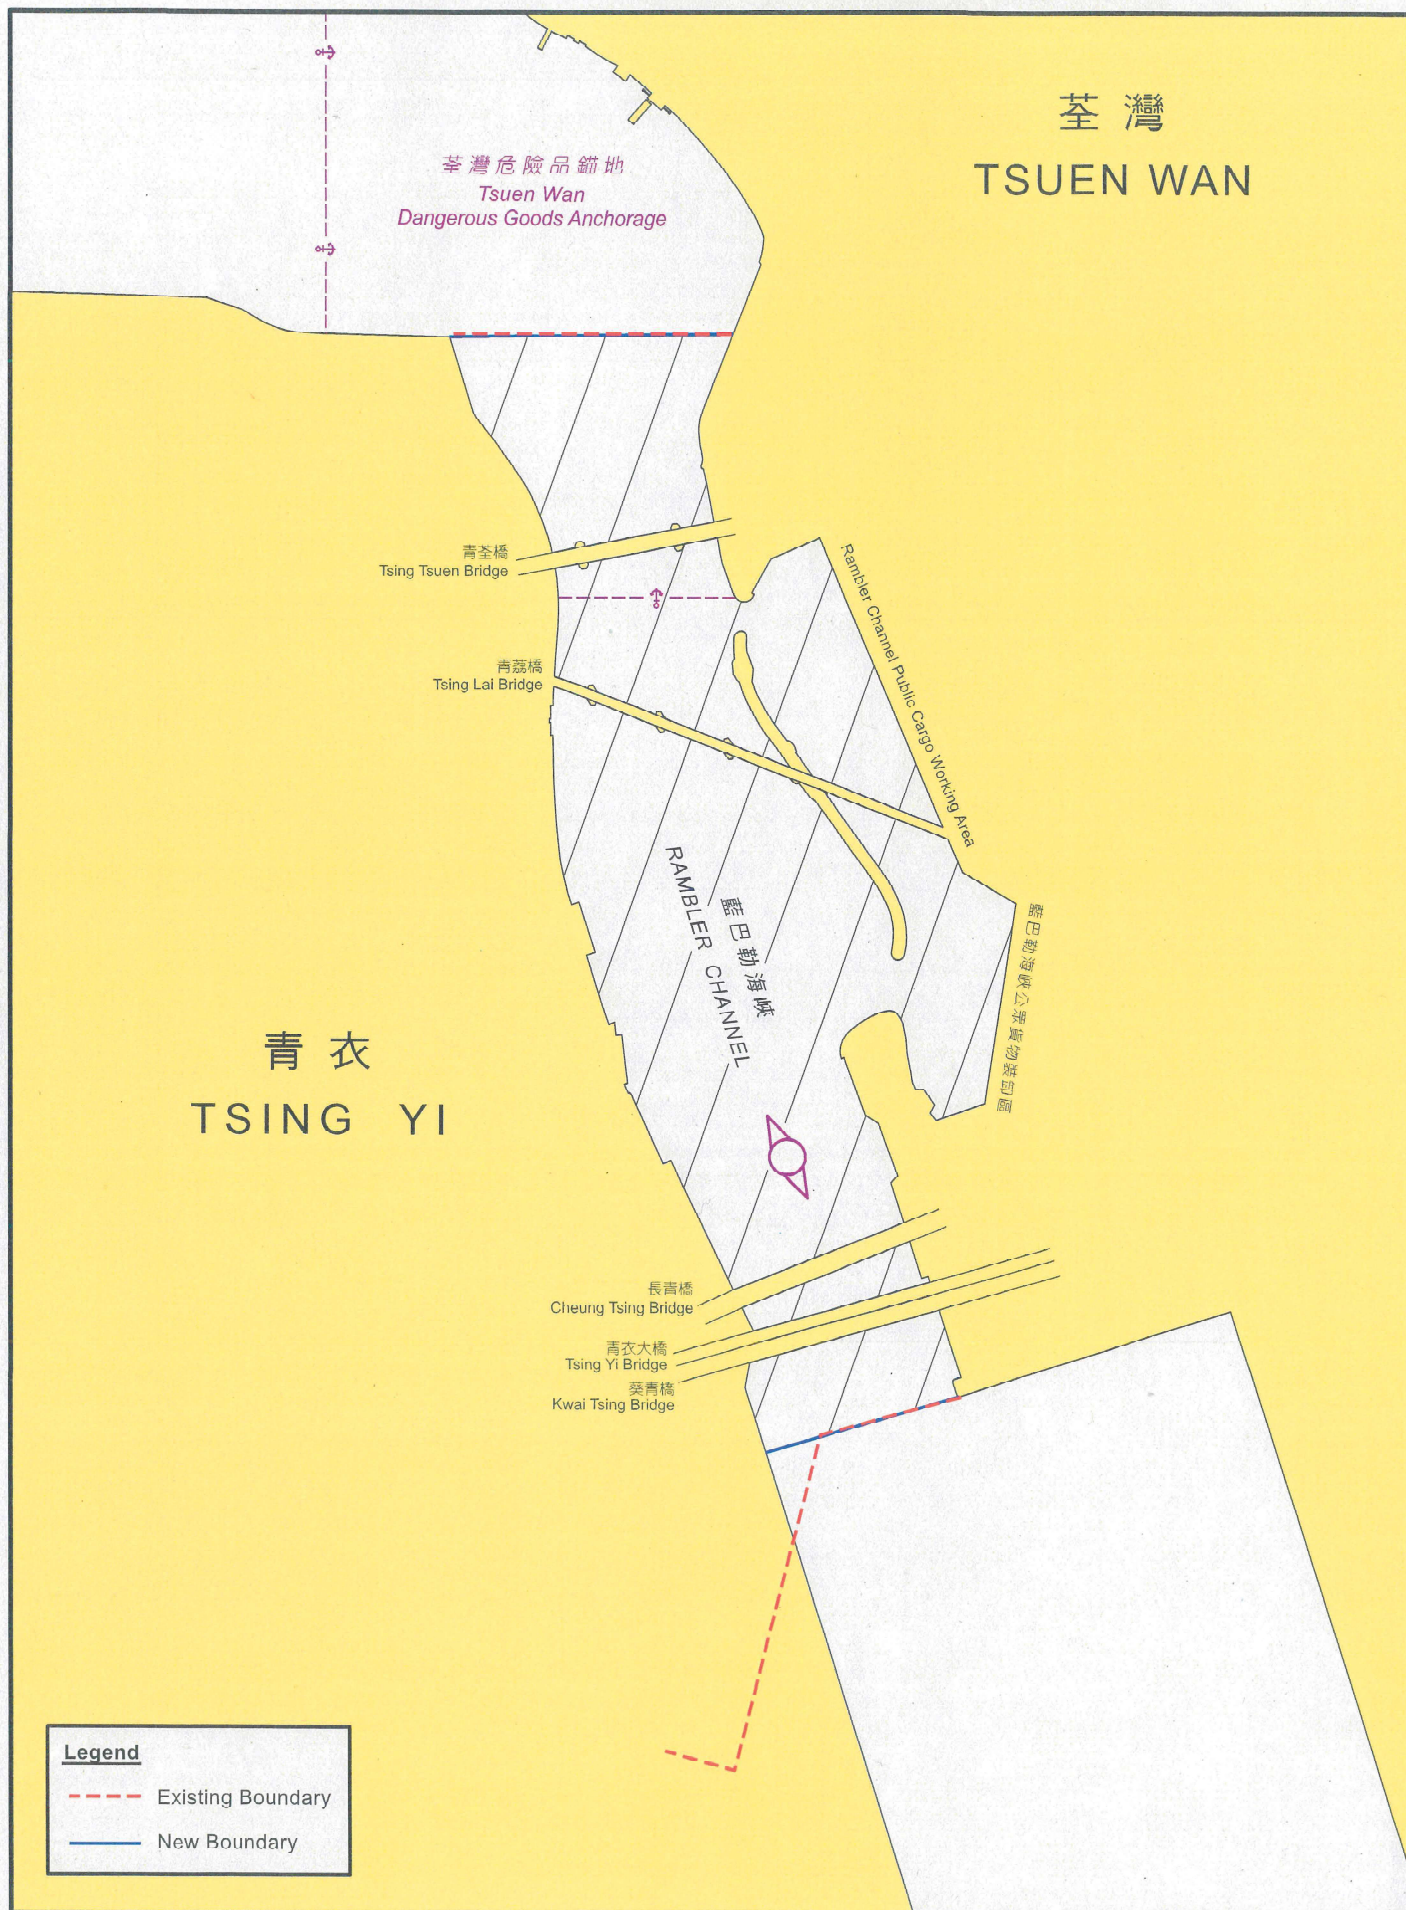 荃灣
TSUEN WAN
荃灣危險品錨地
Tsuen Wan
Dangerous Goods Anchorage
青荃橋
Tsing Tsuen Bridge
Rambler Channel Public Cargo Working Area
青荔橋
Tsing Lai Bridge
藍巴勒海峽
RAMBLER CHANNEL
藍巴勒海峽公眾貨物裝卸區
青衣
TSING YI
長青橋
Cheung Tsing Bridge
青衣大橋
Tsing Yi Bridge
葵青橋
Kwai Tsing Bridge
Legend
Existing Boundary
New Boundary